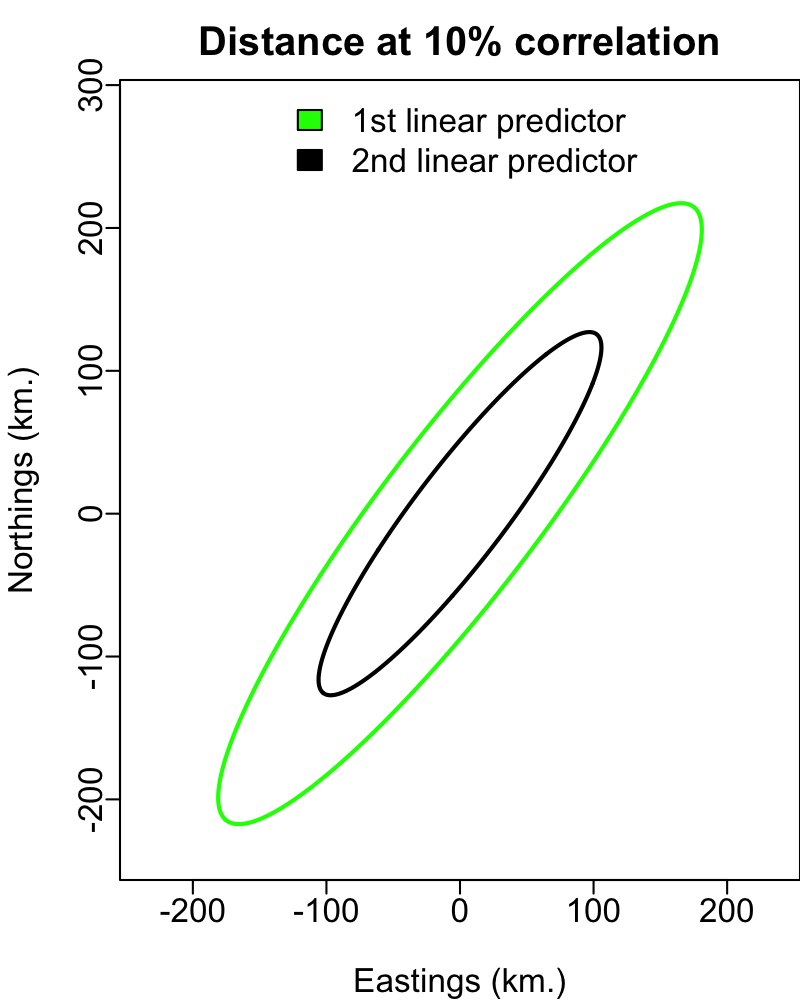 Distance at 10% correlation
1st linear predictor
2nd linear predictor
300
200
100
0
-100
-200
Northings (km.)
-200 -100 0 100 200
Eastings (km.)